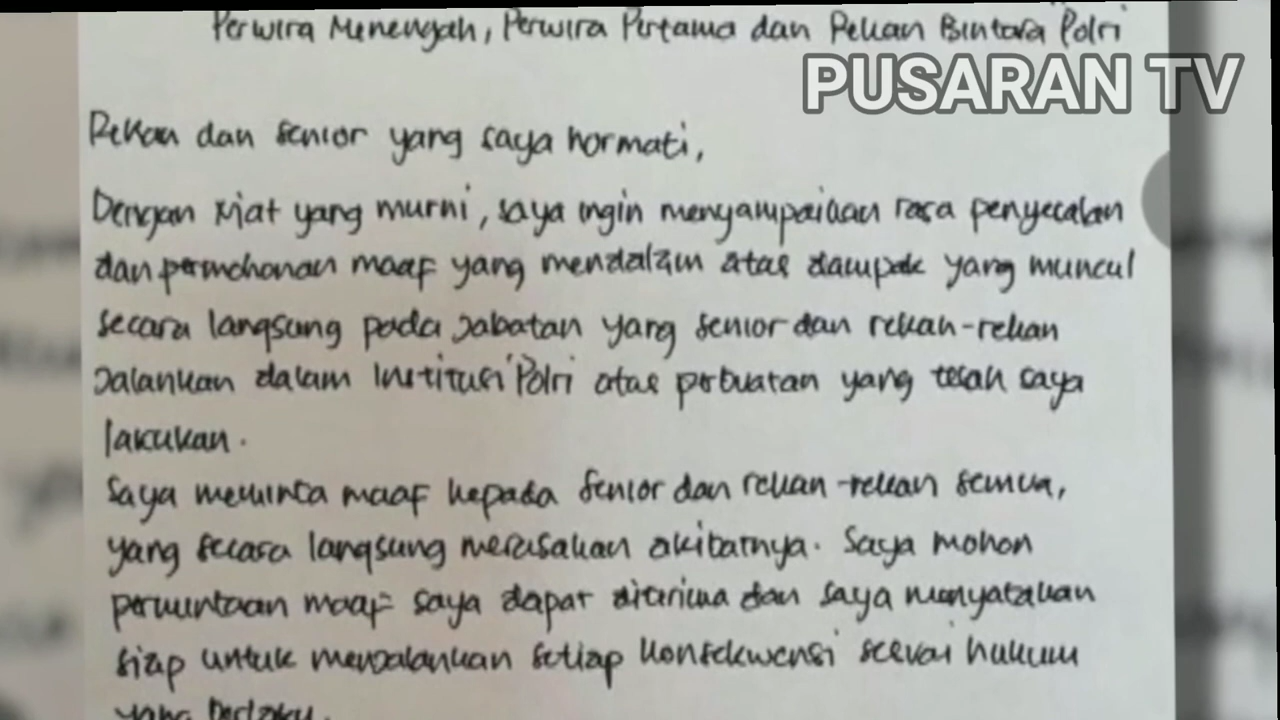 Perwira Menengah, Perwira Pertama dan Rekan Bintara Polri
PUSARAN TV
Rekan dan senior yang saya hormati,
Dengan niat yang murni, saya ingin menyampaikan rasa penyesalan
dan permohonan maaf yang mendalam atas dampak yang muncul
secara langsung pada jabatan yang senior dan rekan-rekan
jalankan dalam institusi Polri atas perbuatan yang telah saya
lakukan.
Saya meminta maaf kepada senior dan rekan-rekan semua,
yang secara langsung merasakan akibatnya. Saya mohon
permintaan maaf saya dapat diterima dan saya menyatakan
siap untuk menjalankan setiap konsekwensi sesuai hukum
yang berlaku.